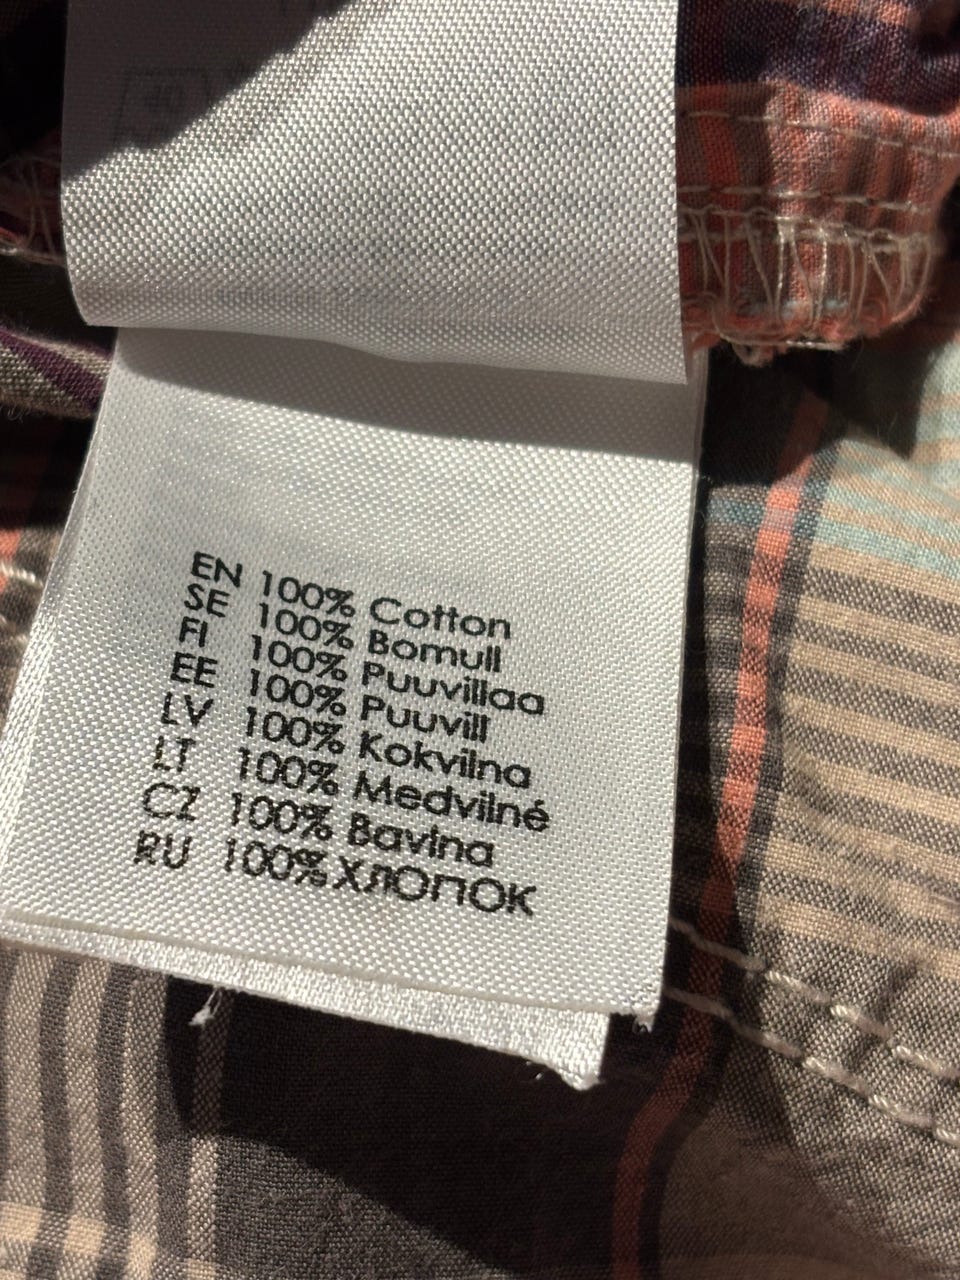 EN 100% Cotton
SE 100% Bomull
FI 100% Puuvillaa
EE 100% Puuvill
LV 100% Kokvilna
LT 100% Medvilné
CZ 100% Bavlna
RU 100% ХЛОПОК